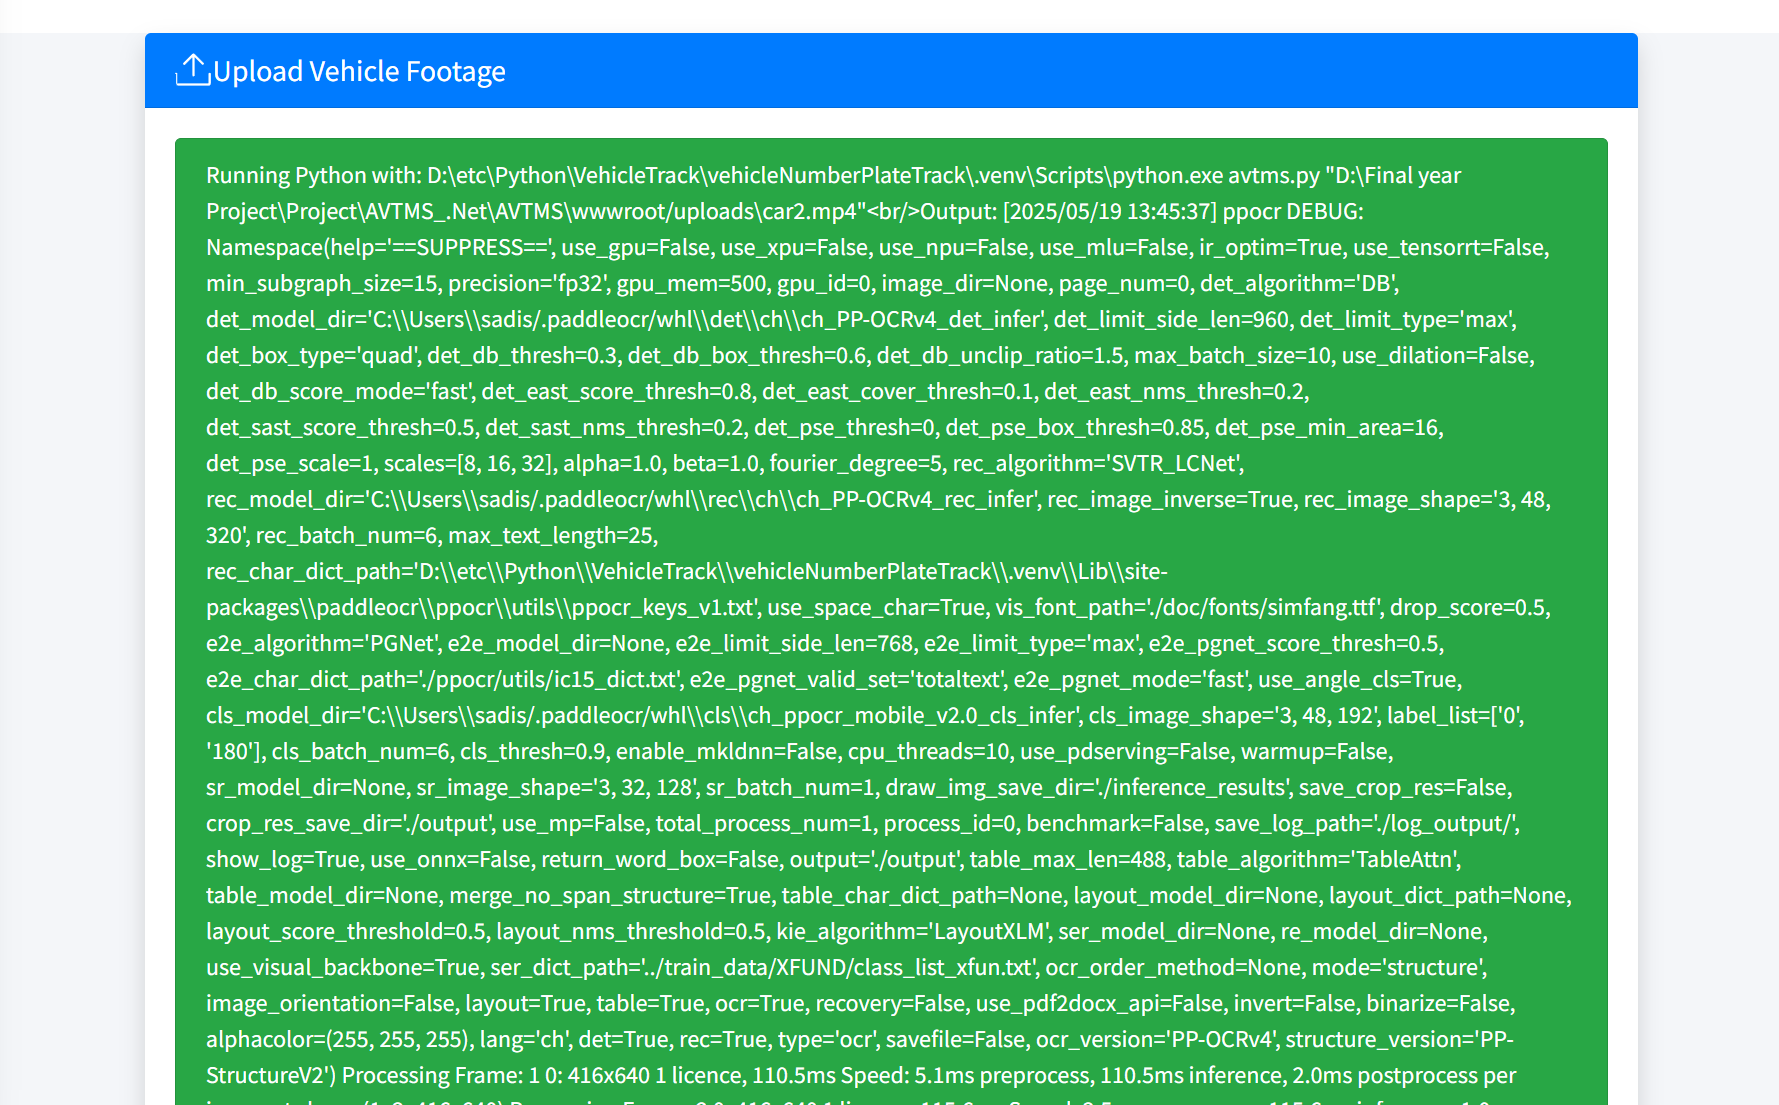 Upload Vehicle Footage
Running Python with: D:\etc\Python\VehicleTrack\vehicleNumberPlateTrack\.venv\Scripts\python.exe avtms.py "D:\Final year
Project\Project\AVTMS_.Net\AVTMS\wwwroot/uploads\car2.mp4"<br/>Output: [2025/05/19 13:45:37] ppocr DEBUG:
Namespace(help='==SUPPRESS==', use_gpu=False, use_xpu=False, use_npu=False, use_mlu=False, ir_optim=True, use_tensorrt=False,
min_subgraph_size=15, precision='fp32', gpu_mem=500, gpu_id=0, image_dir=None, page_num=0, det_algorithm='DB',
det_model_dir='C:\\Users\\sadis/.paddleocr/whl\\det\\ch\\ch_PP-OCRv4_det_infer', det_limit_side_len=960, det_limit_type='max',
det_box_type='quad', det_db_thresh=0.3, det_db_box_thresh=0.6, det_db_unclip_ratio=1.5, max_batch_size=10, use_dilation=False,
det_db_score_mode='fast', det_east_score_thresh=0.8, det_east_cover_thresh=0.1, det_east_nms_thresh=0.2,
det_sast_score_thresh=0.5, det_sast_nms_thresh=0.2, det_pse_thresh=0, det_pse_box_thresh=0.85, det_pse_min_area=16,
det_pse_scale=1, scales=[8, 16, 32], alpha=1.0, beta=1.0, fourier_degree=5, rec_algorithm='SVTR_LCNet',
rec_model_dir='C:\\Users\\sadis/.paddleocr/whl\\rec\\ch\\ch_PP-OCRv4_rec_infer', rec_image_inverse=True, rec_image_shape='3, 48,
320', rec_batch_num=6, max_text_length=25,
rec_char_dict_path='D:\\etc\\Python\\VehicleTrack\\vehicleNumberPlateTrack\\.venv\\Lib\\site-
packages\\paddleocr\\ppocr\\utils\\ppocr_keys_v1.txt', use_space_char=True, vis_font_path='./doc/fonts/simfang.ttf', drop_score=0.5,
e2e_algorithm='PGNet', e2e_model_dir=None, e2e_limit_side_len=768, e2e_limit_type='max', e2e_pgnet_score_thresh=0.5,
e2e_char_dict_path='./ppocr/utils/ic15_dict.txt', e2e_pgnet_valid_set='totaltext', e2e_pgnet_mode='fast', use_angle_cls=True,
cls_model_dir='C:\\Users\\sadis/.paddleocr/whl\\cls\\ch_ppocr_mobile_v2.0_cls_infer', cls_image_shape='3, 48, 192', label_list=['0',
'180'], cls_batch_num=6, cls_thresh=0.9, enable_mkldnn=False, cpu_threads=10, use_pdserving=False, warmup=False,
sr_model_dir=None, sr_image_shape='3, 32, 128', sr_batch_num=1, draw_img_save_dir='./inference_results', save_crop_res=False,
crop_res_save_dir='./output', use_mp=False, total_process_num=1, process_id=0, benchmark=False, save_log_path='./log_output/',
show_log=True, use_onnx=False, return_word_box=False, output='./output', table_max_len=488, table_algorithm='TableAttn',
table_model_dir=None, merge_no_span_structure=True, table_char_dict_path=None, layout_model_dir=None, layout_dict_path=None,
layout_score_threshold=0.5, layout_nms_threshold=0.5, kie_algorithm='LayoutXLM', ser_model_dir=None, re_model_dir=None,
use_visual_backbone=True, ser_dict_path='../train_data/XFUND/class_list_xfun.txt', ocr_order_method=None, mode='structure',
image_orientation=False, layout=True, table=True, ocr=True, recovery=False, use_pdf2docx_api=False, invert=False, binarize=False,
alphacolor=(255, 255, 255), lang='ch', det=True, rec=True, type='ocr', savefile=False, ocr_version='PP-OCRv4', structure_version='PP-
StructureV2') Processing Frame: 1 0: 416x640 1 licence, 110.5ms Speed: 5.1ms preprocess, 110.5ms inference, 2.0ms postprocess per